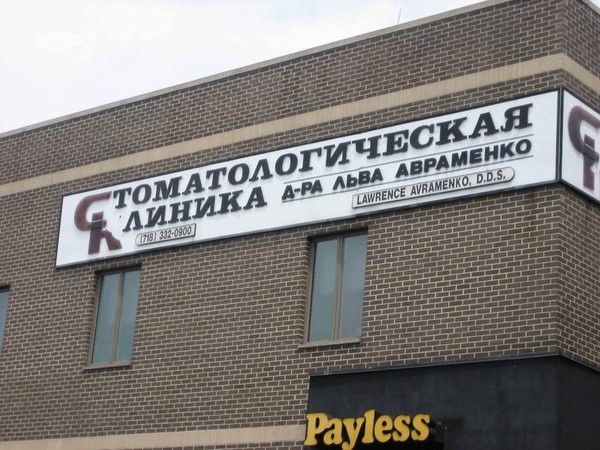 СТОМАТОЛОГИЧЕСКАЯ
КЛИНИКА Д-РА ЛЬВА АВРАМЕНКО
(718) 332-0900
LAWRENCE AVRAMENKO, D.D.S.
Payless